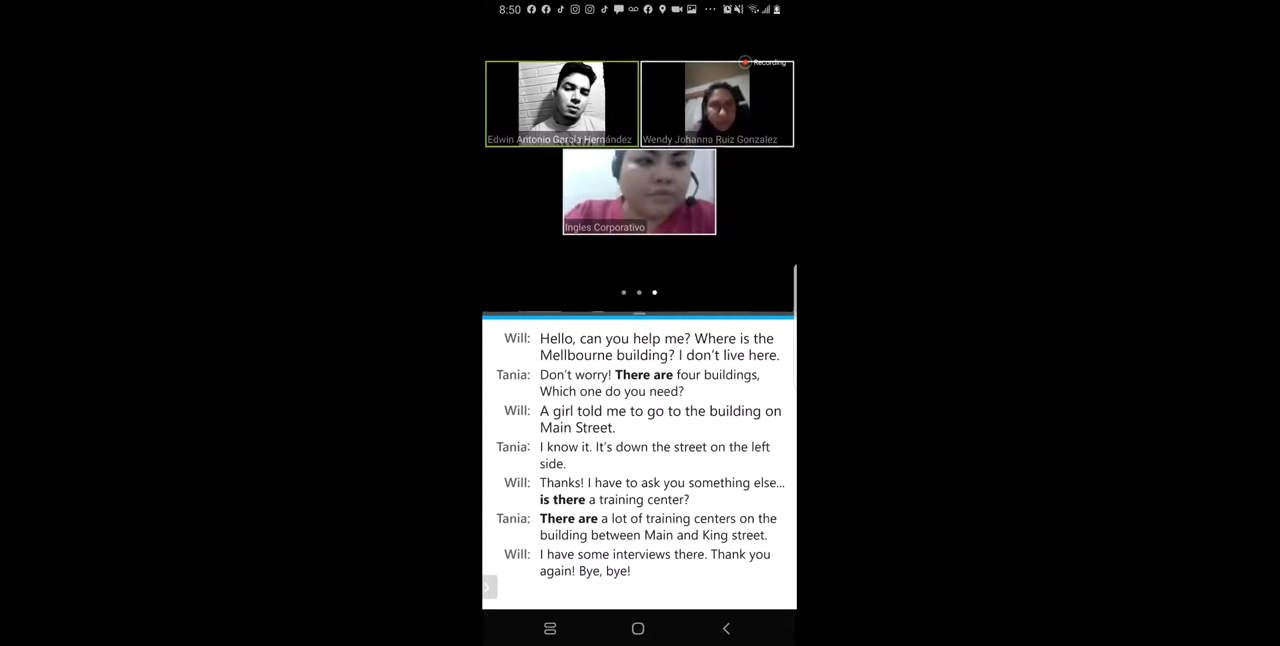 8:50
Recording
Edwin Antonio García Hernández
Wendy Johanna Ruiz Gonzalez
Ingles Corporativo
Will: Hello, can you help me? Where is the
Mellbourne building? I don't live here.
Tania: Don't worry! There are four buildings,
Which one do you need?
Will: A girl told me to go to the building on
Main Street.
Tania: I know it. It's down the street on the left
side.
Will: Thanks! I have to ask you something else...
is there a training center?
Tania: There are a lot of training centers on the
building between Main and King street.
Will: I have some interviews there. Thank you
again! Bye, bye!